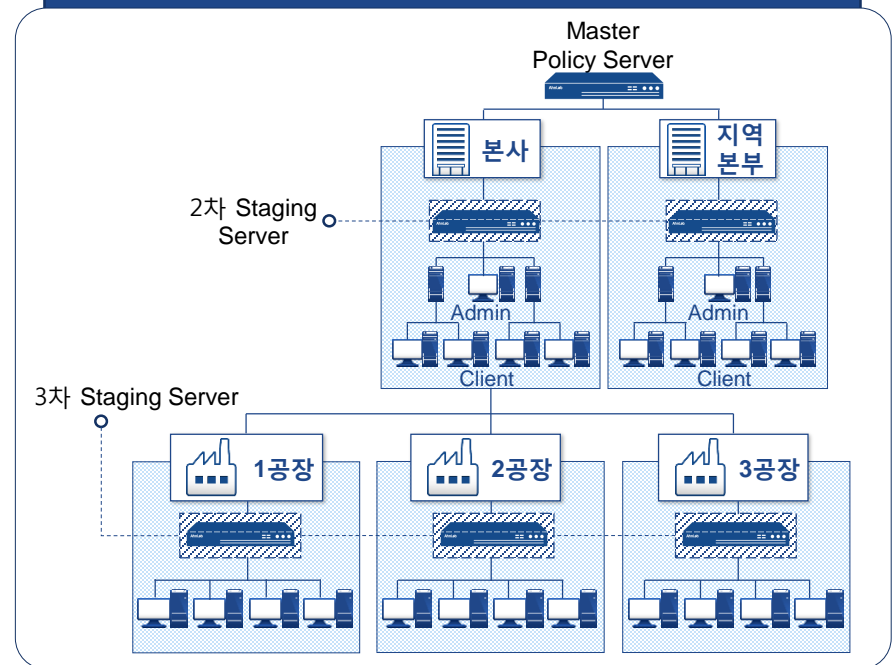 Master
Policy Server
본사
지역
본부
2차 Staging
Server
Admin
Admin
Client
Client
3차 Staging Server
1공장
2공장
3공장